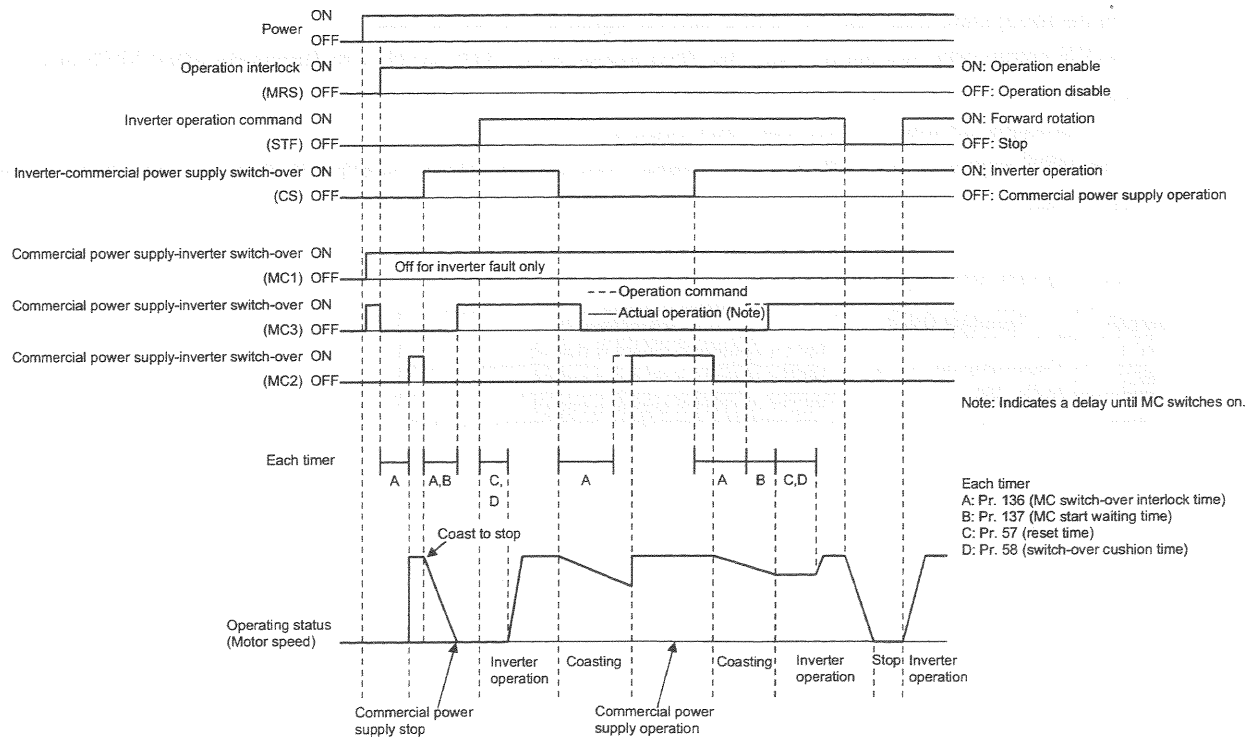 Power ON
OFF
Operation interlock ON
(MRS) OFF
ON: Operation enable
OFF: Operation disable
Inverter operation command ON
(STF) OFF
ON: Forward rotation
OFF: Stop
Inverter-commercial power supply switch-over ON
(CS) OFF
ON: Inverter operation
OFF: Commercial power supply operation
Commercial power supply-inverter switch-over ON
(MC1) OFF
Off for inverter fault only
Commercial power supply-inverter switch-over ON
(MC3) OFF
--- Operation command
—— Actual operation (Note)
Commercial power supply-inverter switch-over ON
(MC2) OFF
Note: Indicates a delay until MC switches on.
Each timer
A
A,B
C,
D
A
A
B
C,D
Each timer
A: Pr. 136 (MC switch-over interlock time)
B: Pr. 137 (MC start waiting time)
C: Pr. 57 (reset time)
D: Pr. 58 (switch-over cushion time)
Coast to stop
Operating status
(Motor speed)
Inverter
operation
Coasting
Coasting
Inverter
operation
Stop
Inverter
operation
Commercial power
supply stop
Commercial power
supply operation